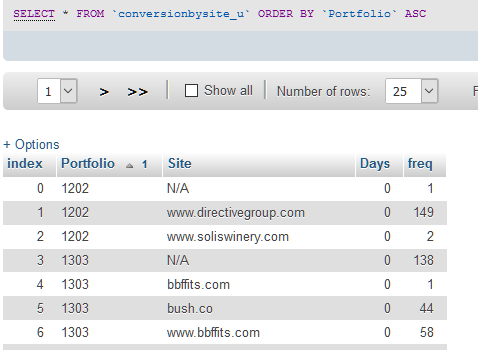 SELECT * FROM `conversionbysite_u` ORDER BY `Portfolio` ASC
1 > >> Show all Number of rows: 25 F
+ Options
index Portfolio 1 Site Days freq
0 1202 N/A 0 1
1 1202 www.directivegroup.com 0 149
2 1202 www.soliswinery.com 0 2
3 1303 N/A 0 138
4 1303 bbffits.com 0 1
5 1303 bush.co 0 44
6 1303 www.bbffits.com 0 58